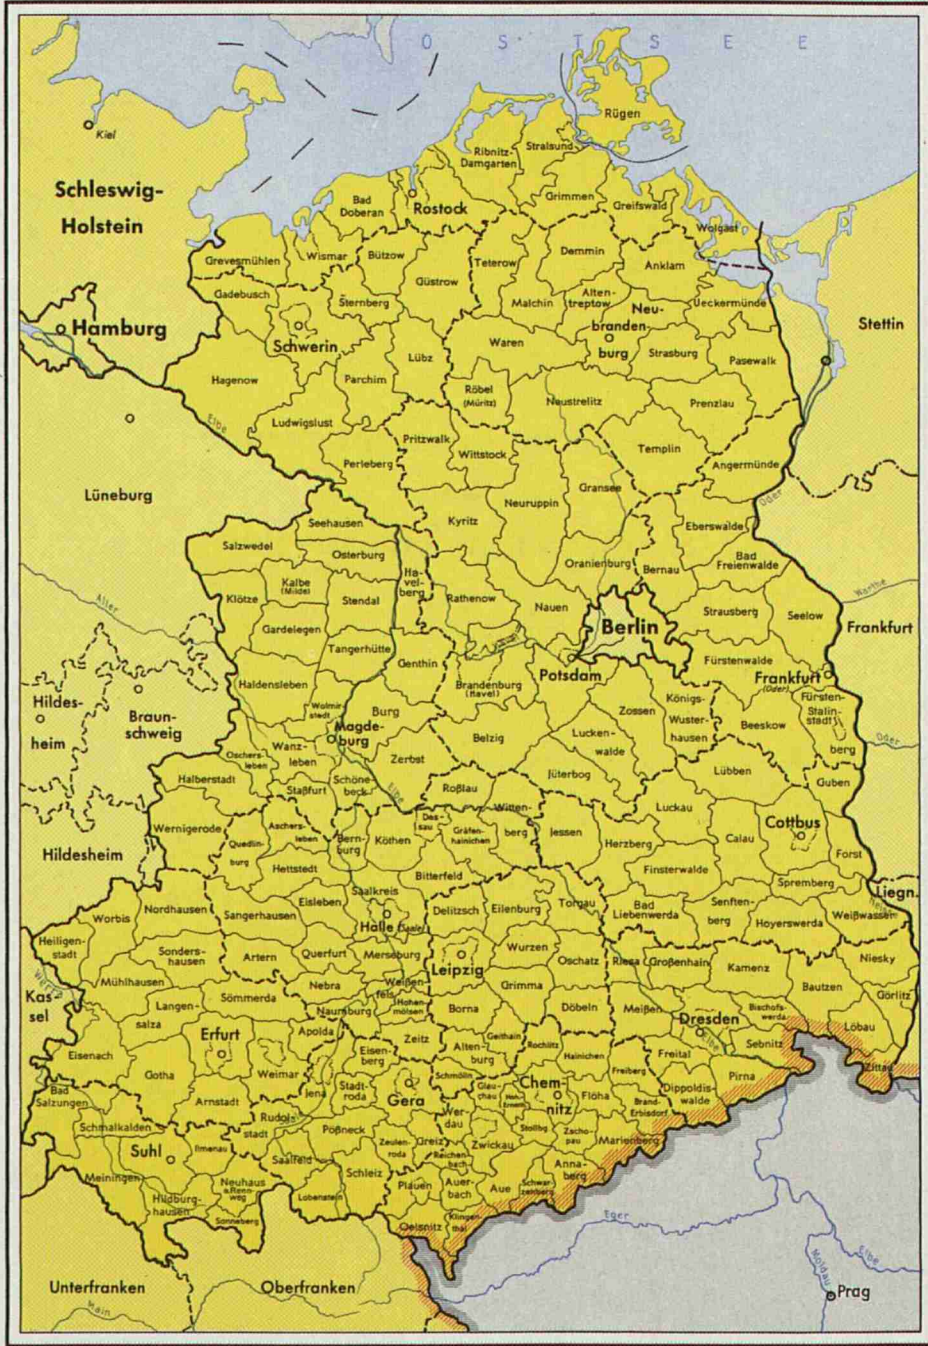 OSTSEE
Kiel
Schleswig-
Holstein
Rügen
Stralsund
Ribnitz-
Damgarten
Rostock
Bad
Doberan
Grimmen
Greifswald
Wolgast
Grevesmühlen
Wismar
Bützow
Teterow
Demmin
Anklam
Gadebusch
Sternberg
Güstrow
Malchin
Alten-
treptow
Neu-
branden-
burg
Ueckermünde
Stettin
Hamburg
Schwerin
Lübz
Waren
Strasburg
Pasewalk
Hagenow
Parchim
Röbel
(Müritz)
Neustrelitz
Prenzlau
Elbe
Ludwigslust
Pritzwalk
Wittstock
Templin
Angermünde
Perleberg
Lüneburg
Gransee
Neuruppin
Oder
Seehausen
Kyritz
Eberswalde
Salzwedel
Osterburg
Oranienburg
Bernau
Bad
Freienwalde
Kalbe
(Milde)
Ha-
vel-
berg
Klötze
Stendal
Rathenow
Nauen
Strausberg
Seelow
Warthe
Aller
Gardelegen
Berlin
Frankfurt
Tangerhütte
Genthin
Potsdam
Fürstenwalde
Frankfurt
(Oder)
Haldensleben
Brandenburg
(Havel)
Hildes-
heim
Braun-
schweig
Wolmir
stedt
Burg
Zossen
Königs-
Wuster-
hausen
Beeskow
Fürsten-
Stalin-
stadt
berg
Magde-
burg
Belzig
Lucken-
walde
Oder
Oschers-
leben
Wanz-
leben
Zerbst
Halberstadt
Staßfurt
Schöne-
beck
Elbe
Roßlau
Jüterbog
Lübben
Guben
Wernigerode
Aschers-
leben
Bern-
burg
Köthen
Des-
sau
Gräfen-
hainichen
Witten-
berg
Jessen
Luckau
Cottbus
Hildesheim
Quedlin-
burg
Hettstedt
Bitterfeld
Herzberg
Calau
Forst
Finsterwalde
Spremberg
Liegn.
Nordhausen
Saalkreis
Eisleben
Sangerhausen
Halle (Saale)
Delitzsch
Eilenburg
Torgau
Bad
Liebenwerda
Senften-
berg
Hoyerswerda
Weißwasser
Worbis
Heiligen-
stadt
Sonders-
hausen
Artern
Querfurt
Merseburg
Leipzig
Wurzen
Oschatz
Riesa
Großenhain
Kamenz
Niesky
Werra
Kas-
sel
Mühlhausen
Nebra
Weißen-
fels
Hohen-
mölsen
Grimma
Bautzen
Görlitz
Langen-
salza
Sömmerda
Naumburg
Borna
Döbeln
Meißen
Dresden
Bischofs-
werda
Löbau
Erfurt
Apolda
Zeitz
Geithain
Rochlitz
Elbe
Sebnitz
Zittau
Eisenach
Eisen-
berg
Alten-
burg
Hainichen
Freital
Gotha
Weimar
Schmölln
Freiberg
Pirna
Arnstadt
Jena
Stadt-
roda
Gera
Glau-
chau
Chem-
nitz
Flöha
Brand-
Erbisdorf
Dippoldis-
walde
Bad
Salzungen
Rudol-
stadt
Schmalkalden
Pößneck
Wer-
dau
Stollbg
Zscho-
pau
Marienberg
Suhl
Ilmenau
Zeulen-
roda
Greiz
Reichen-
bach
Zwickau
Meiningen
Saalfeld
Schleiz
Anna-
berg
Neuhaus
a.Renn-
weg
Lobenstein
Plauen
Auer-
bach
Aue
Schwar-
zenberg
Hildburg-
hausen
Sonneberg
Oelsnitz
Klingen-
thal
Eger
Moldau
Elbe
Unterfranken
Oberfranken
Main
Prag